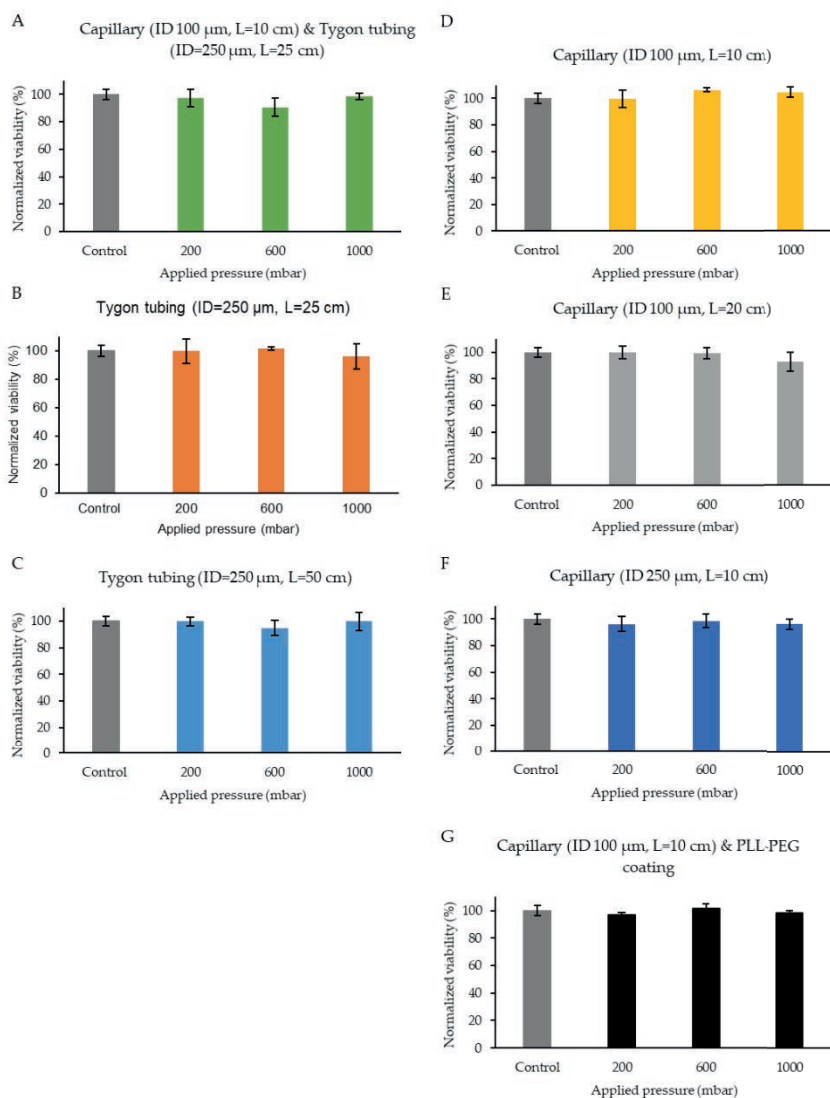 A
Capillary (ID 100 µm, L=10 cm) & Tygon tubing
(ID=250 µm, L=25 cm)
Normalized viability (%)
120
100
80
60
40
20
0
Control 200 600 1000
Applied pressure (mbar)
B
Tygon tubing (ID=250 µm, L=25 cm)
Normalized viability (%)
120
100
80
60
40
20
0
Control 200 600 1000
Applied pressure (mbar)
C
Tygon tubing (ID=250 µm, L=50 cm)
Normalized viability (%)
120
100
80
60
40
20
0
Control 200 600 1000
Applied pressure (mbar)
D
Capillary (ID 100 µm, L=10 cm)
Normalized viability (%)
120
100
80
60
40
20
0
Control 200 600 1000
Applied pressure (mbar)
E
Capillary (ID 100 µm, L=20 cm)
Normalized viability (%)
120
100
80
60
40
20
0
Control 200 600 1000
Applied pressure (mbar)
F
Capillary (ID 250 µm, L=10 cm)
Normalized viability (%)
120
100
80
60
40
20
0
Control 200 600 1000
Applied pressure (mbar)
G
Capillary (ID 100 µm, L=10 cm) & PLL-PEG
coating
Normalized viability (%)
120
100
80
60
40
20
0
Control 200 600 1000
Applied pressure (mbar)